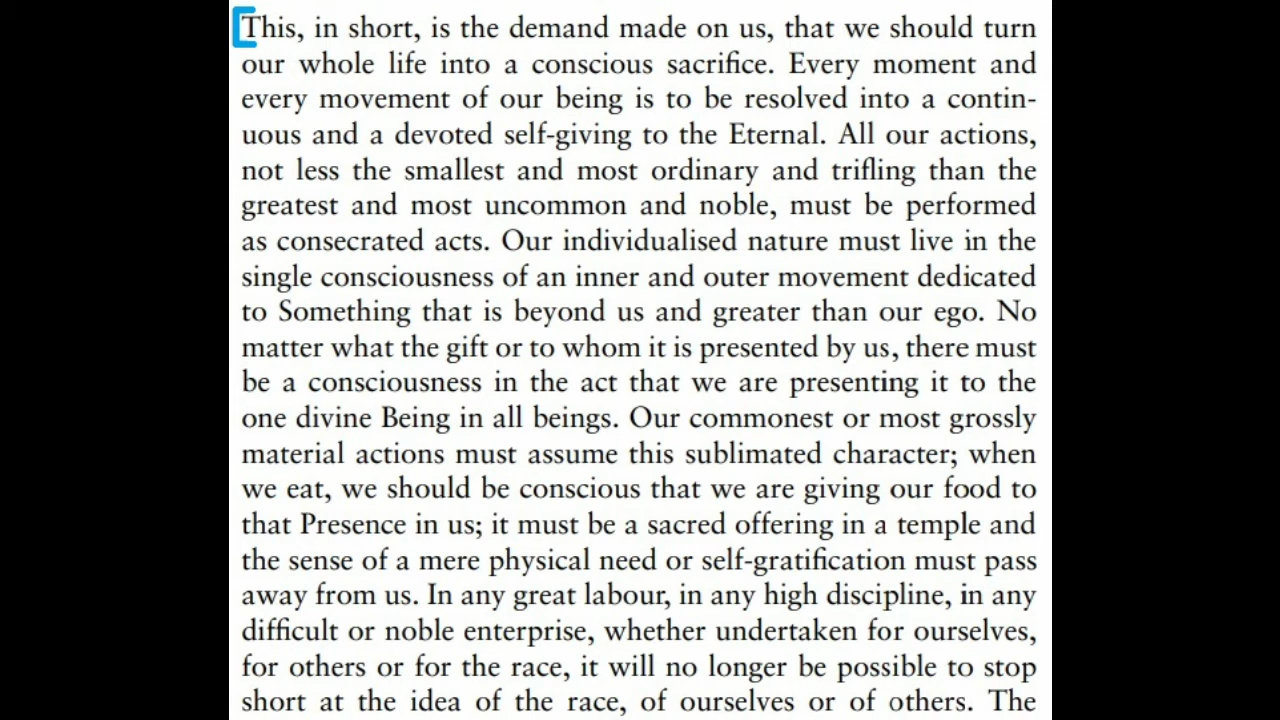 This, in short, is the demand made on us, that we should turn
our whole life into a conscious sacrifice. Every moment and
every movement of our being is to be resolved into a contin-
uous and a devoted self-giving to the Eternal. All our actions,
not less the smallest and most ordinary and trifling than the
greatest and most uncommon and noble, must be performed
as consecrated acts. Our individualised nature must live in the
single consciousness of an inner and outer movement dedicated
to Something that is beyond us and greater than our ego. No
matter what the gift or to whom it is presented by us, there must
be a consciousness in the act that we are presenting it to the
one divine Being in all beings. Our commonest or most grossly
material actions must assume this sublimated character; when
we eat, we should be conscious that we are giving our food to
that Presence in us; it must be a sacred offering in a temple and
the sense of a mere physical need or self-gratification must pass
away from us. In any great labour, in any high discipline, in any
difficult or noble enterprise, whether undertaken for ourselves,
for others or for the race, it will no longer be possible to stop
short at the idea of the race, of ourselves or of others. The